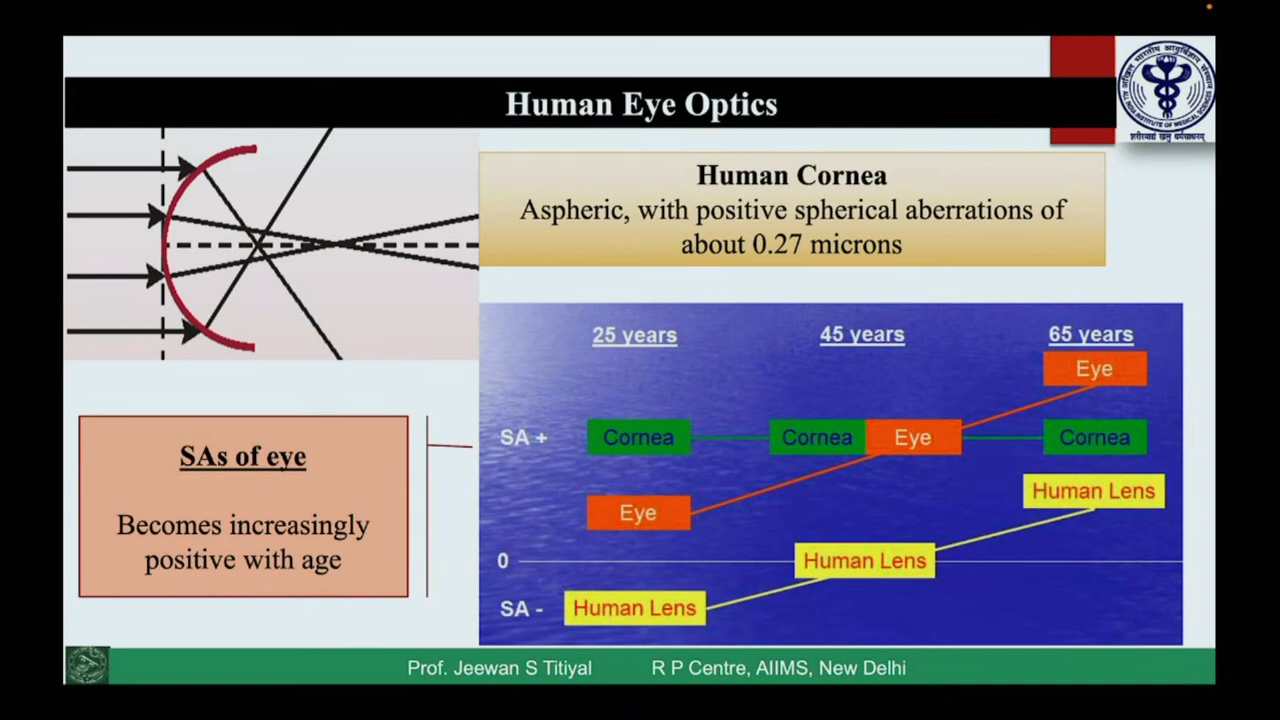 Human Eye Optics
Human Cornea
Aspheric, with positive spherical aberrations of
about 0.27 microns
25 years
45 years
65 years
Eye
SA +
Cornea
Cornea
Eye
Cornea
Human Lens
Eye
0
Human Lens
SA -
Human Lens
SAs of eye
Becomes increasingly
positive with age
Prof. Jeewan S Titiyal
R P Centre, AIIMS, New Delhi